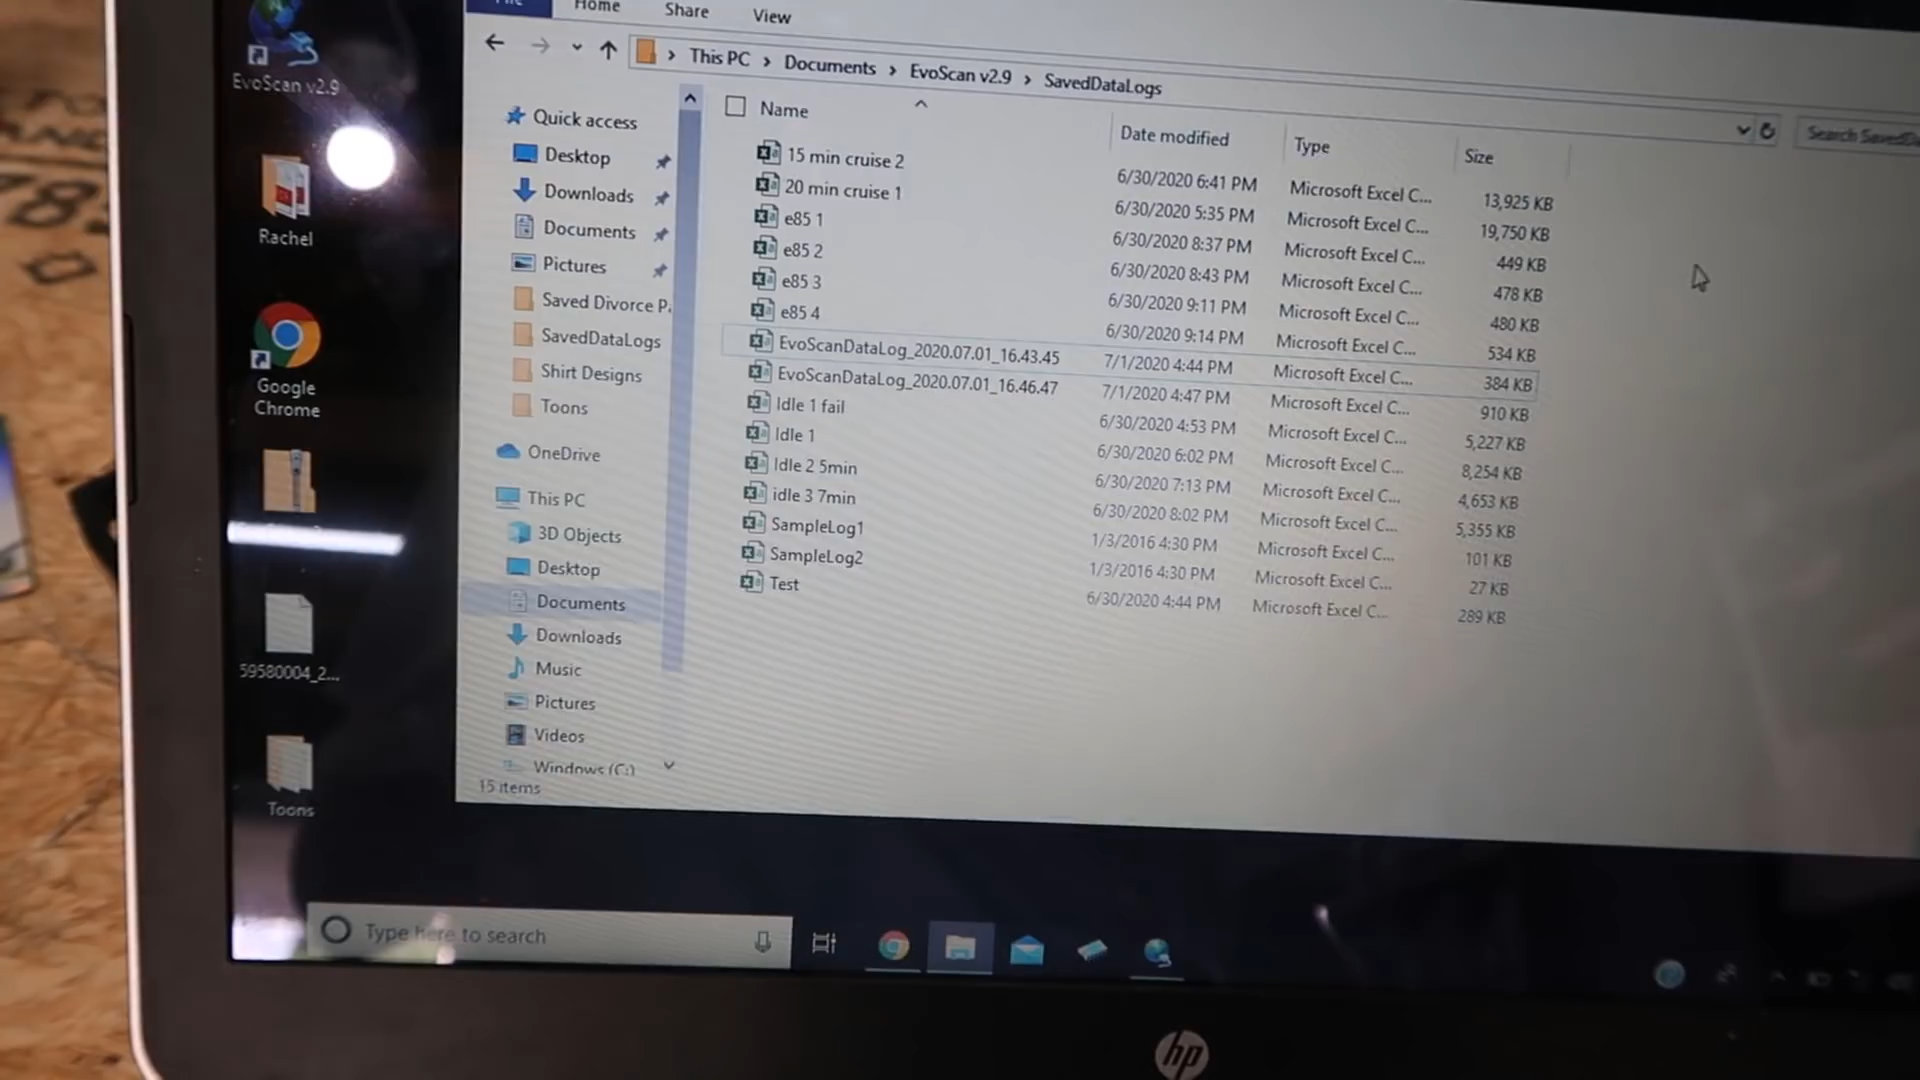 File
Home
Share
View
This PC > Documents > EvoScan v2.9 > SavedDataLogs
EvoScan v2.9
Rachel
Google
Chrome
59580004_2...
Toons
Quick access
Desktop
Downloads
Documents
Pictures
Saved Divorce P
SavedDataLogs
Shirt Designs
Toons
OneDrive
This PC
3D Objects
Desktop
Documents
Downloads
Music
Pictures
Videos
Windows (C:)
15 items
Name Date modified Type Size
15 min cruise 2 6/30/2020 6:41 PM Microsoft Excel C... 13,925 KB
20 min cruise 1 6/30/2020 5:35 PM Microsoft Excel C... 19,750 KB
e85 1 6/30/2020 8:37 PM Microsoft Excel C... 449 KB
e85 2 6/30/2020 8:43 PM Microsoft Excel C... 478 KB
e85 3 6/30/2020 9:11 PM Microsoft Excel C... 480 KB
e85 4 6/30/2020 9:14 PM Microsoft Excel C... 534 KB
EvoScanDataLog_2020.07.01_16.43.45 7/1/2020 4:44 PM Microsoft Excel C... 384 KB
EvoScanDataLog_2020.07.01_16.46.47 7/1/2020 4:47 PM Microsoft Excel C... 910 KB
Idle 1 fail 6/30/2020 4:53 PM Microsoft Excel C... 5,227 KB
Idle 1 6/30/2020 6:02 PM Microsoft Excel C... 8,254 KB
Idle 2 5min 6/30/2020 7:13 PM Microsoft Excel C... 4,653 KB
idle 3 7min 6/30/2020 8:02 PM Microsoft Excel C... 5,355 KB
SampleLog1 1/3/2016 4:30 PM Microsoft Excel C... 101 KB
SampleLog2 1/3/2016 4:30 PM Microsoft Excel C... 27 KB
Test 6/30/2020 4:44 PM Microsoft Excel C... 289 KB
Type here to search
hp